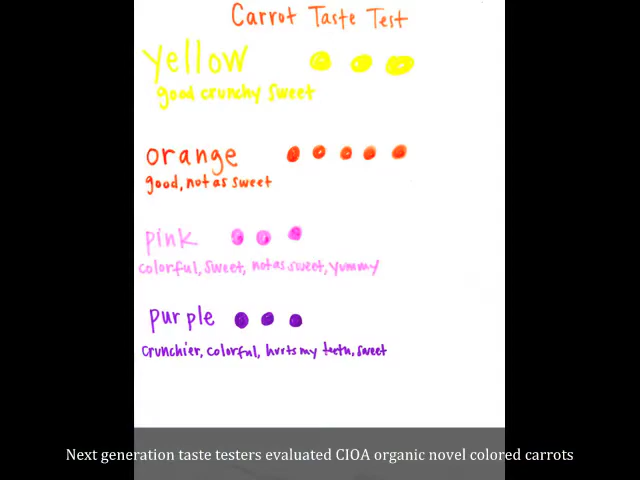 Carrot Taste Test
Yellow
good crunchy sweet
orange
good, not as sweet
pink
colorful, sweet, not as sweet, yummy
purple
crunchier, colorful, hurts my teeth, sweet
Next generation taste testers evaluated CIOA organic novel colored carrots